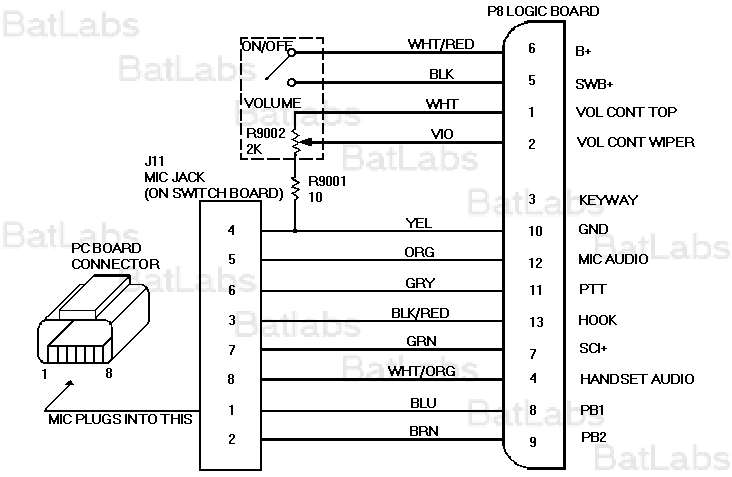 P8 LOGIC BOARD
ON/OFF WHT/RED 6 B+
BLK 5 SWB+
VOLUME WHT 1 VOL CONT TOP
R9002 VIO 2 VOL CONT WIPER
2K
J11
MIC JACK
(ON SWITCH BOARD)
R9001
10
3 KEYWAY
4 YEL 10 GND
5 ORG 12 MIC AUDIO
6 GRY 11 PTT
3 BLK/RED 13 HOOK
7 GRN 7 SCI+
8 WHT/ORG 4 HANDSET AUDIO
1 BLU 8 PB1
2 BRN 9 PB2
PC BOARD
CONNECTOR
1 8
MIC PLUGS INTO THIS
BatLabs
BatLabs
BatLabs
BatLabs
BatLabs
BatLabs
BatLabs
BatLabs
Batlabs
BatLabs
BatLabs
BatLabs